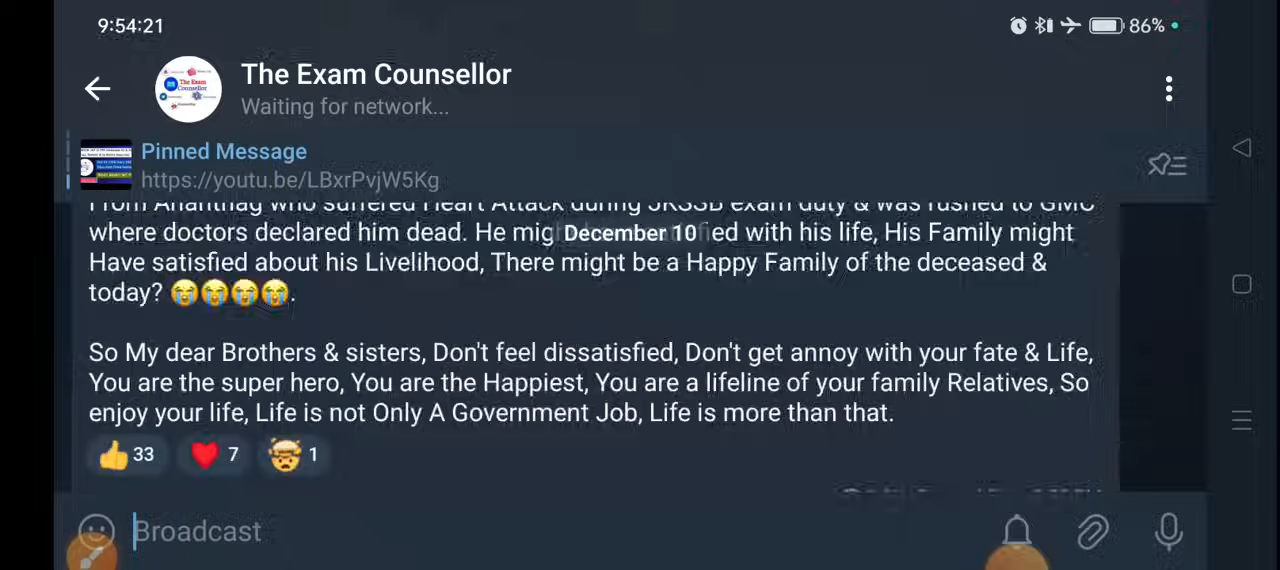 9:54:21
86%
The Exam Counsellor
Waiting for network...
Pinned Message
https://youtu.be/LBxrPvjW5Kg
From Ananthag who suffered Heart Attack during JKSSB exam duty & was rushed to GMC
where doctors declared him dead. He mig December 10 ed with his life, His Family might
Have satisfied about his Livelihood, There might be a Happy Family of the deceased &
today? 😭😭😭😭.
So My dear Brothers & sisters, Don't feel dissatisfied, Don't get annoy with your fate & Life,
You are the super hero, You are the Happiest, You are a lifeline of your family Relatives, So
enjoy your life, Life is not Only A Government Job, Life is more than that.
👍 33 ❤️ 7 🤯 1
Broadcast